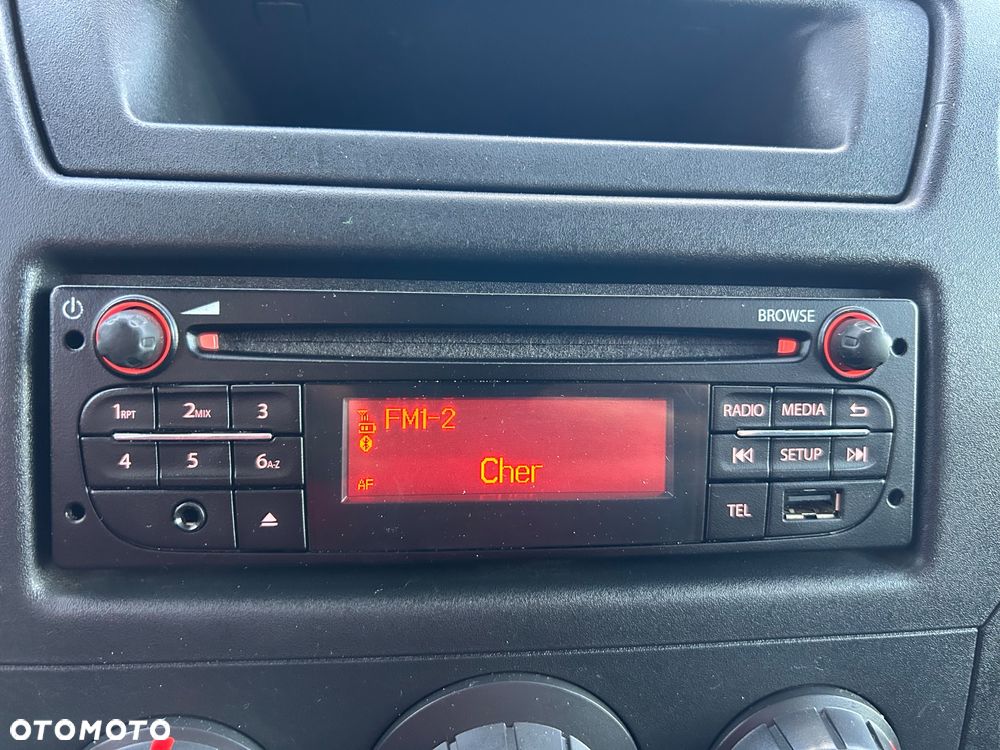 BROWSE
1RPT 2MIX 3
4 5 6A-Z
FM1-2
Cher
AF
RADIO MEDIA
SETUP
TEL
OTOMOTO